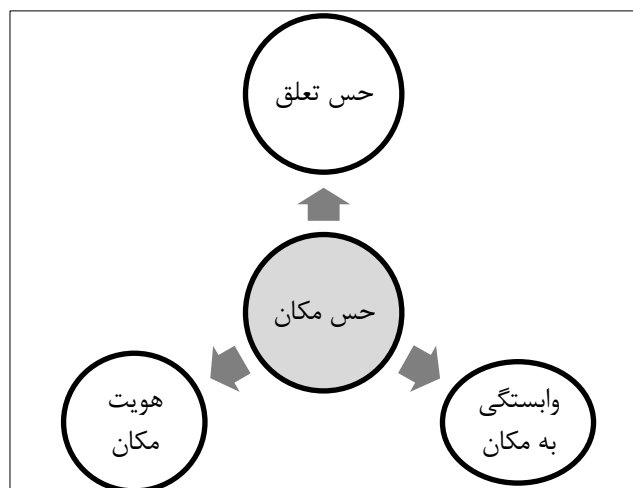 حس تعلق
حس مکان
وابستگی
به مکان
هویت
مکان